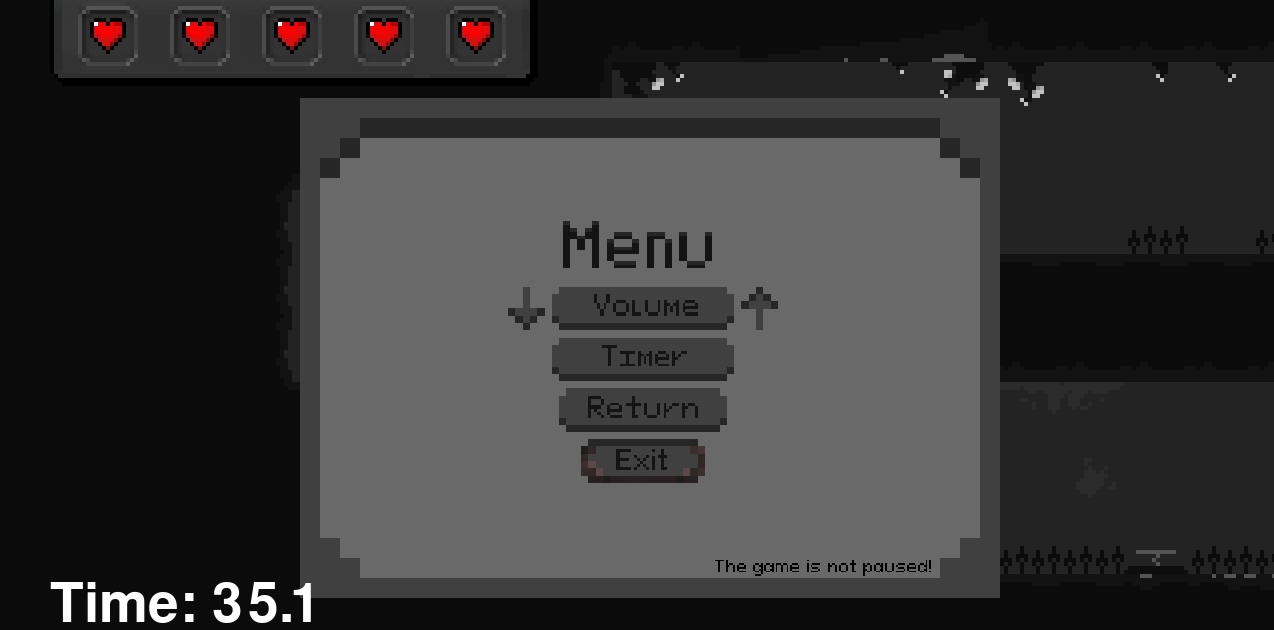 Menu
Volume
Timer
Return
Exit
The game is not paused!
Time: 35.1